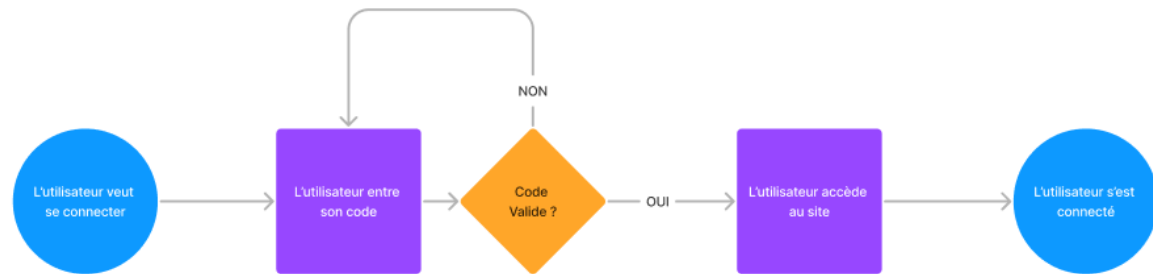 NON
L'utilisateur veut
se connecter
L'utilisateur entre
son code
Code
Valide ?
OUI
L'utilisateur accède
au site
L'utilisateur s'est
connecté